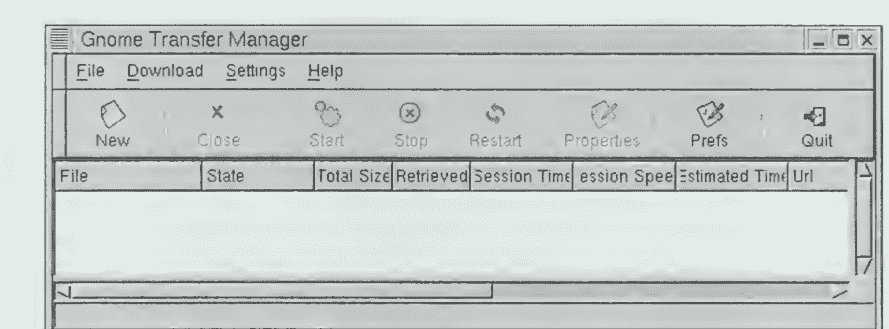 Gnome Transfer Manager
File Download Settings Help
New Close Start Stop Restart Properties Prefs Quit
File State Total Size Retrieved Session Time ession Spee Estimated Time Url